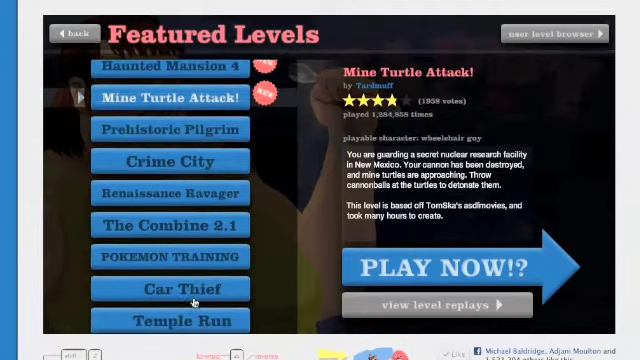 back
Featured Levels
user level browser
Haunted Mansion 4
Mine Turtle Attack!
NEW
Prehistoric Pilgrim
Crime City
Renaissance Ravager
The Combine 2.1
POKEMON TRAINING
Car Thief
Temple Run
Mine Turtle Attack!
by Tardmuff
(1958 votes)
played 1,284,858 times
playable character: wheelchair guy
You are guarding a secret nuclear research facility
in New Mexico. Your cannon has been destroyed,
and mine turtles are approaching. Throw
cannonballs at the turtles to detonate them.
This level is based off TomSka's asdfmovies, and
took many hours to create.
PLAY NOW!?
view level replays
shift
Z
forward
reverse
Like
Michael Baldridge, Adjani Moulton and